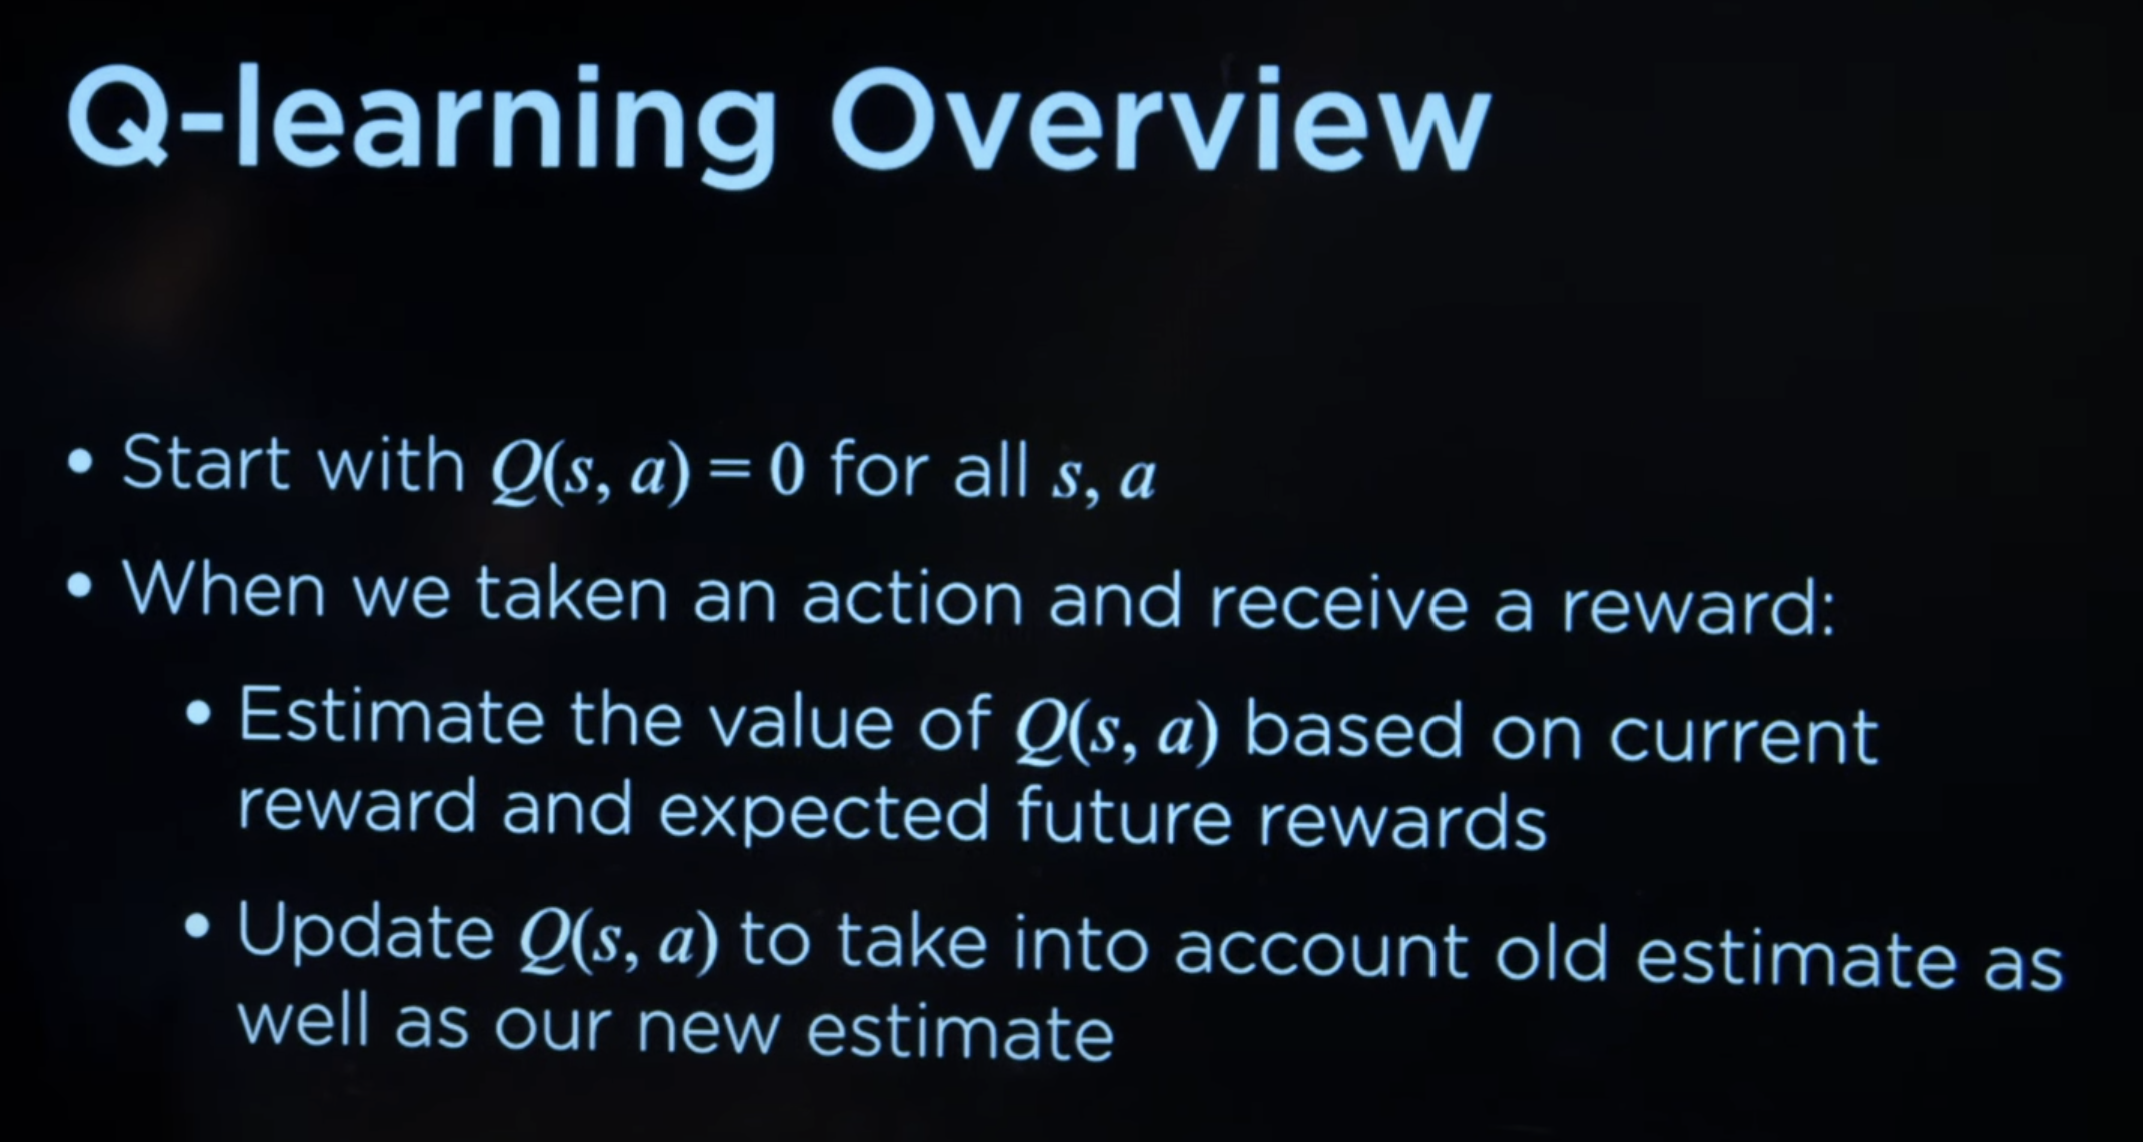 Q-learning Overview
• Start with Q(s, a) = 0 for all s, a
• When we taken an action and receive a reward:
• Estimate the value of Q(s, a) based on current
reward and expected future rewards
• Update Q(s, a) to take into account old estimate as
well as our new estimate